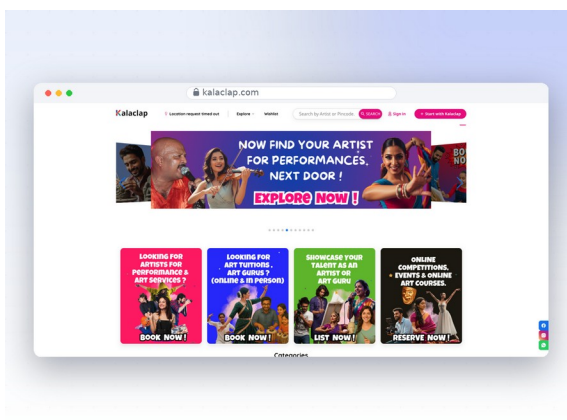 kalaclap.com
Kalaclap
Location request timed out
Explore
Wishlist
Search by Artist or Pincode
SEARCH
Sign In
+ Start with Kalaclap
NOW FIND YOUR ARTIST
FOR PERFORMANCES,
NEXT DOOR !
EXPLORE NOW !
BO
NO
LOOKING FOR
ARTISTS FOR
PERFORMANCE &
ART SERVICES ?
BOOK NOW !
LOOKING FOR
ART TUITIONS ,
ART GURUS ?
(ONLINE & IN PERSON)
BOOK NOW !
SHOWCASE YOUR
TALENT AS AN
ARTIST OR
ART GURU
LIST NOW !
ONLINE
COMPETITIONS,
EVENTS & ONLINE
ART COURSES.
RESERVE NOW !
Categories